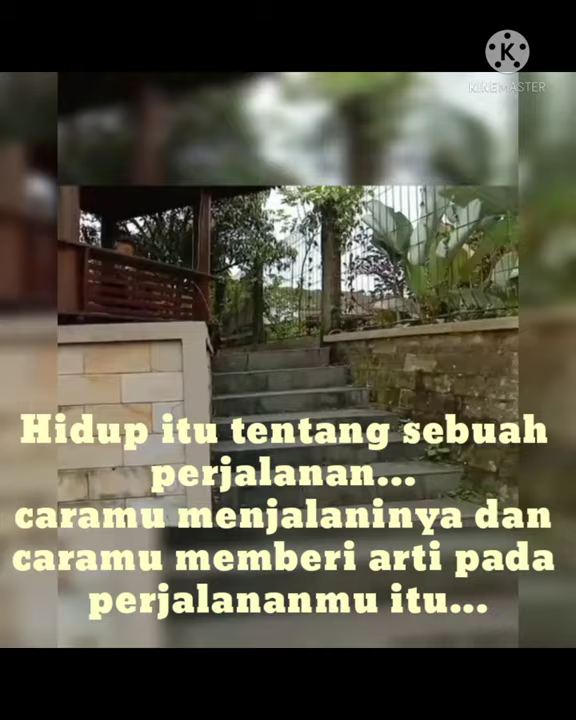 K
KINEMASTER
Hidup itu tentang sebuah
perjalanan...
caramu menjalaninya dan
caramu memberi arti pada
perjalananmu itu...